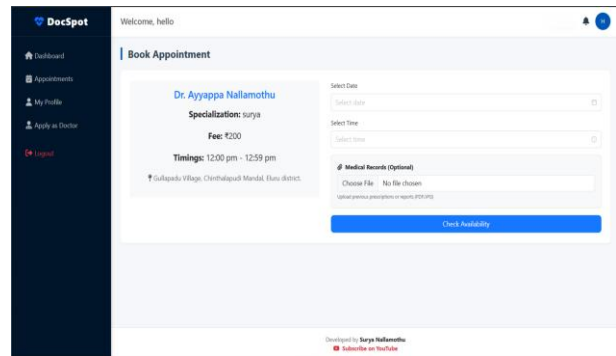 DocSpot
Welcome, hello
H
Dashboard
Appointments
My Profile
Apply as Doctor
Logout
Book Appointment
Dr. Ayyappa Nallamothu
Specialization: surya
Fee: ₹200
Timings: 12:00 pm - 12:59 pm
Gullapadu Village, Chinthalapudi Mandal, Eluru district.
Select Date
Select date
Select Time
Select time
Medical Records (Optional)
Choose File No file chosen
Upload previous prescriptions or reports (PDF/JPG)
Check Availability
Developed by Surya Nallamothu
Subscribe on YouTube